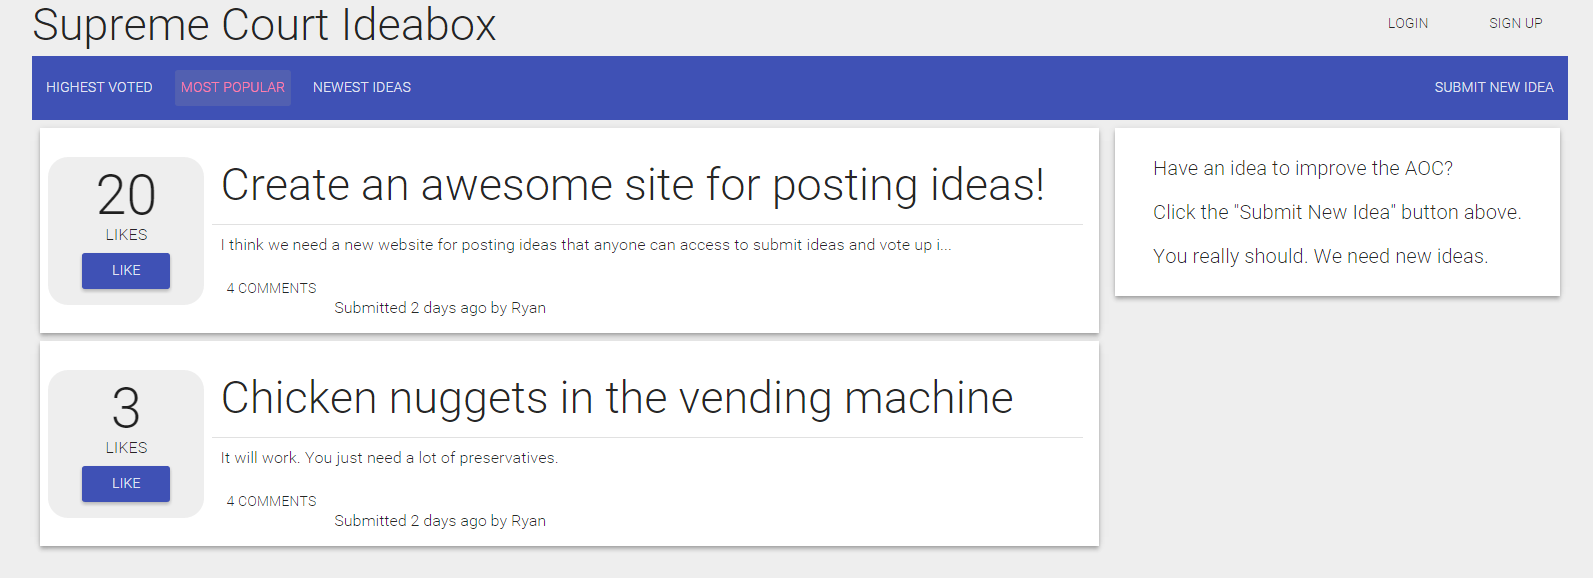 Supreme Court Ideabox
LOGIN SIGN UP
HIGHEST VOTED MOST POPULAR NEWEST IDEAS SUBMIT NEW IDEA
20
LIKES
LIKE
Create an awesome site for posting ideas!
I think we need a new website for posting ideas that anyone can access to submit ideas and vote up i...
4 COMMENTS
Submitted 2 days ago by Ryan
3
LIKES
LIKE
Chicken nuggets in the vending machine
It will work. You just need a lot of preservatives.
4 COMMENTS
Submitted 2 days ago by Ryan
Have an idea to improve the AOC?
Click the "Submit New Idea" button above.
You really should. We need new ideas.